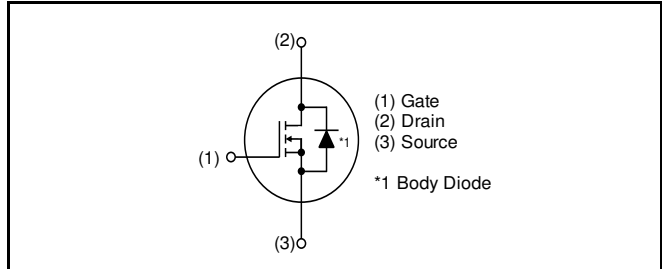 (2)
(1) Gate
(2) Drain
(3) Source
*1
(1)
*1 Body Diode
(3)